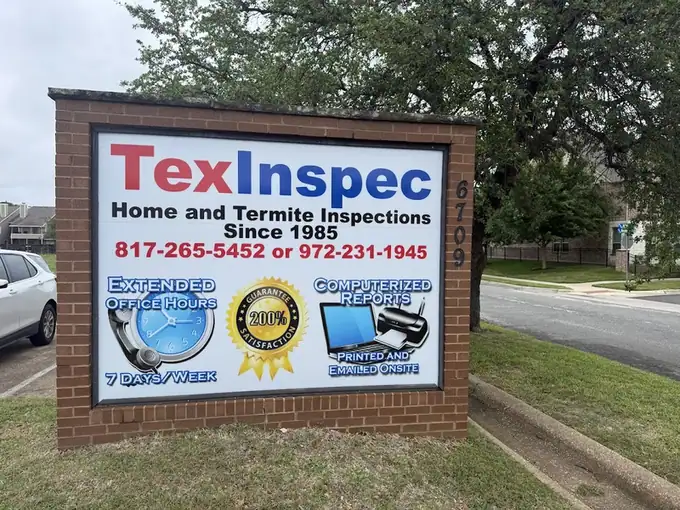 TexInspec
Home and Termite Inspections
Since 1985
817-265-5452 or 972-231-1945
Extended
Office Hours
7 Days/Week
GUARANTEE
200%
SATISFACTION
Computerized
Reports
Printed and
Emailed Onsite
6709